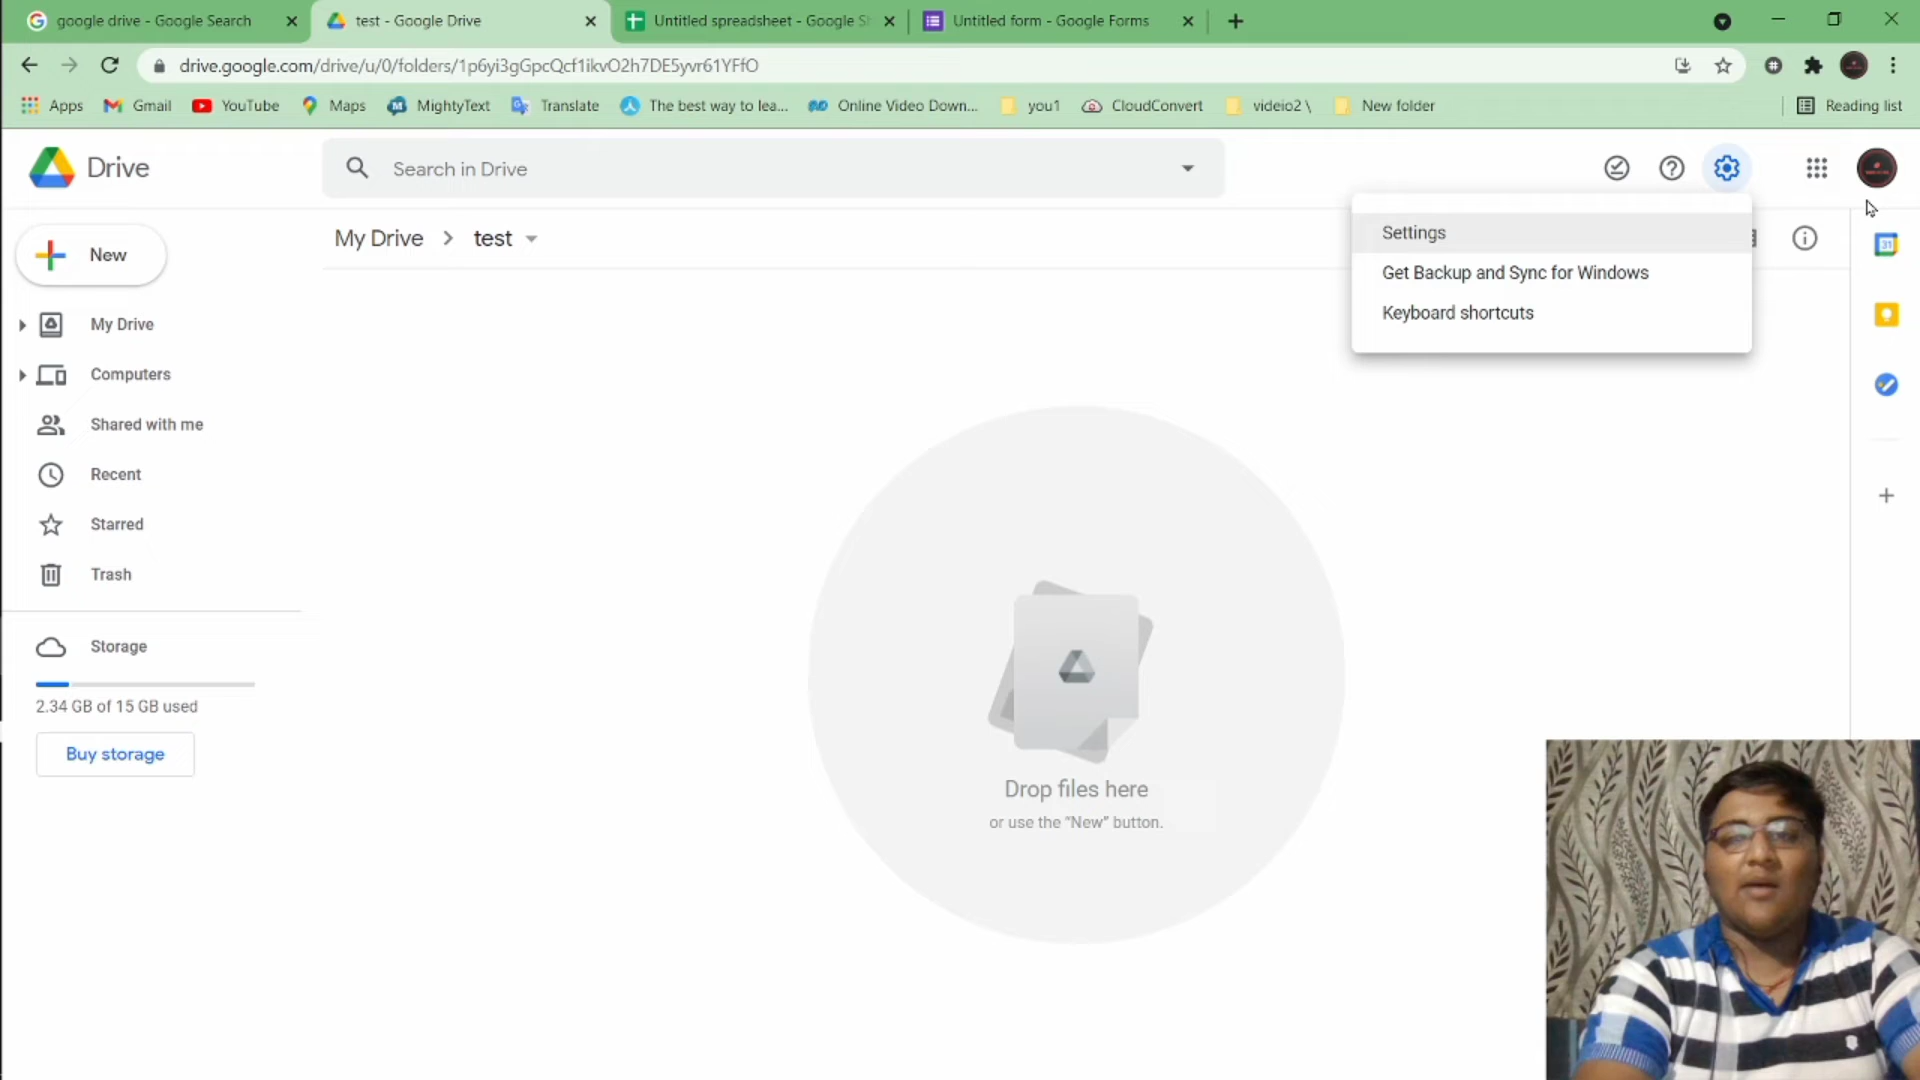 google drive - Google Search
test - Google Drive
Untitled spreadsheet - Google S
Untitled form - Google Forms
drive.google.com/drive/u/0/folders/1p6yi3gGpcQcf1ikvO2h7DE5yvr61YFfO
Apps
Gmail
YouTube
Maps
MightyText
Translate
The best way to lea...
Online Video Down...
you1
CloudConvert
videio2 \
New folder
Reading list
Drive
Search in Drive
New
My Drive
test
Settings
Get Backup and Sync for Windows
Keyboard shortcuts
31
My Drive
Computers
Shared with me
Recent
Starred
Trash
Storage
2.34 GB of 15 GB used
Buy storage
Drop files here
or use the "New" button.